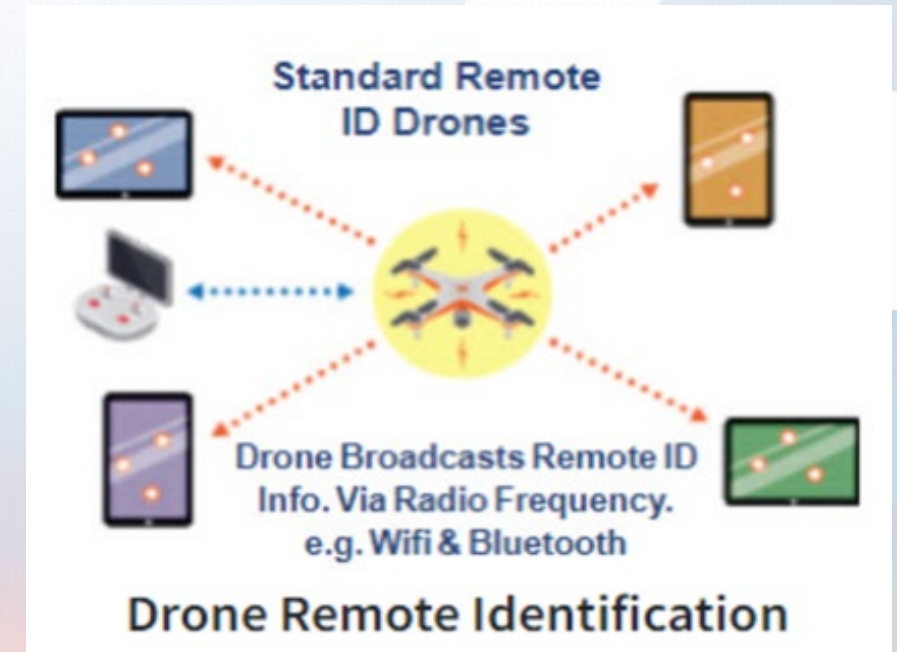 Standard Remote
ID Drones
Drone Broadcasts Remote ID
Info. Via Radio Frequency.
e.g. Wifi & Bluetooth
Drone Remote Identification